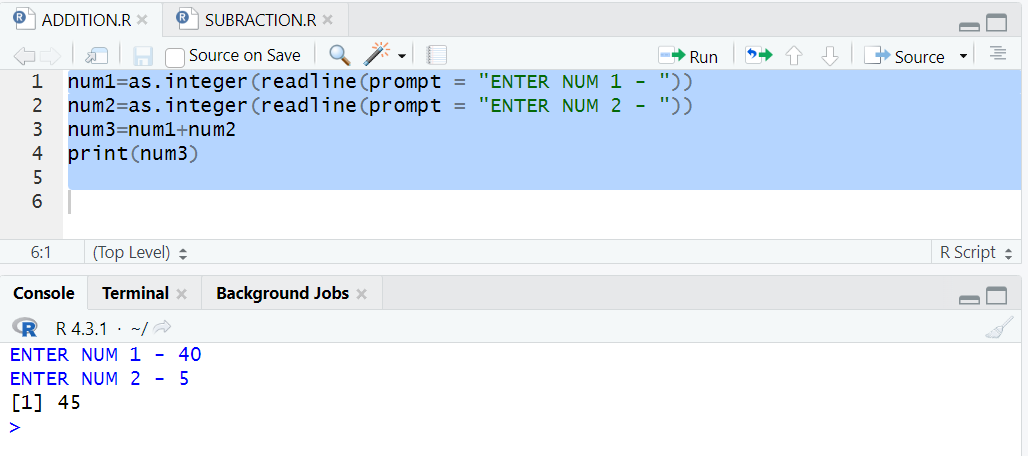 ADDITION.R SUBRACTION.R
Source on Save Run Source
1 num1=as.integer(readline(prompt = "ENTER NUM 1 - "))
2 num2=as.integer(readline(prompt = "ENTER NUM 2 - "))
3 num3=num1+num2
4 print(num3)
5
6
6:1 (Top Level) R Script
Console Terminal Background Jobs
R R 4.3.1 · ~/
ENTER NUM 1 - 40
ENTER NUM 2 - 5
[1] 45
>